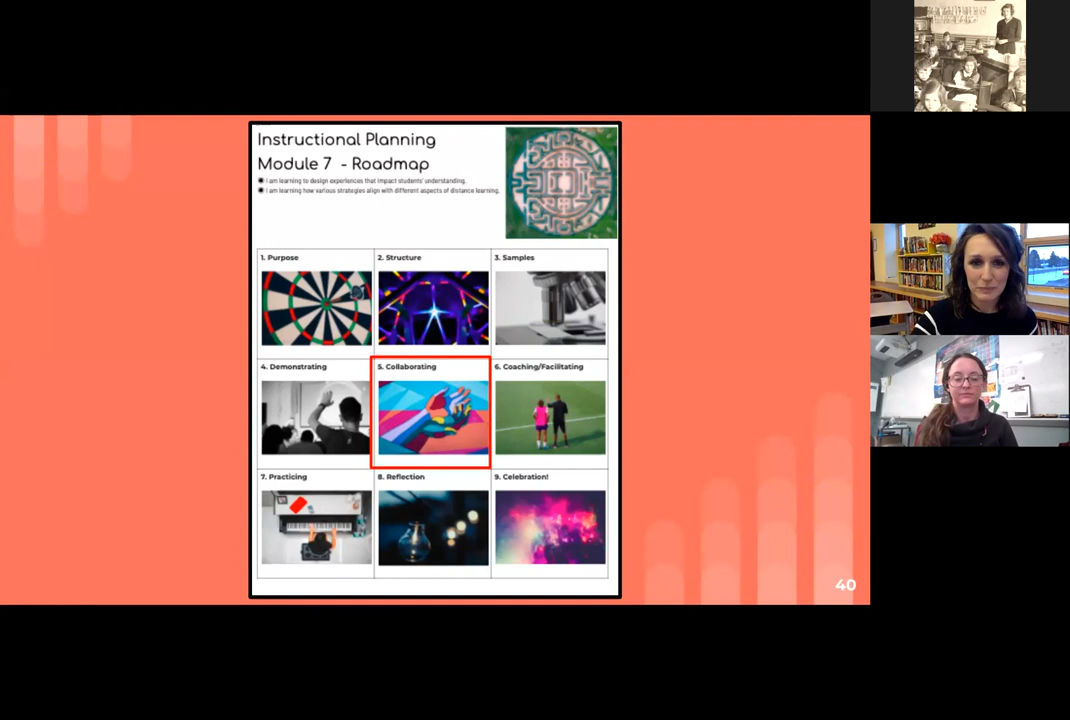 Instructional Planning
Module 7 - Roadmap
I am learning to design experiences that impact students' understanding.
I am learning how various strategies align with different aspects of distance learning.
1. Purpose
2. Structure
3. Samples
4. Demonstrating
5. Collaborating
6. Coaching/Facilitating
7. Practicing
8. Reflection
9. Celebration!
40